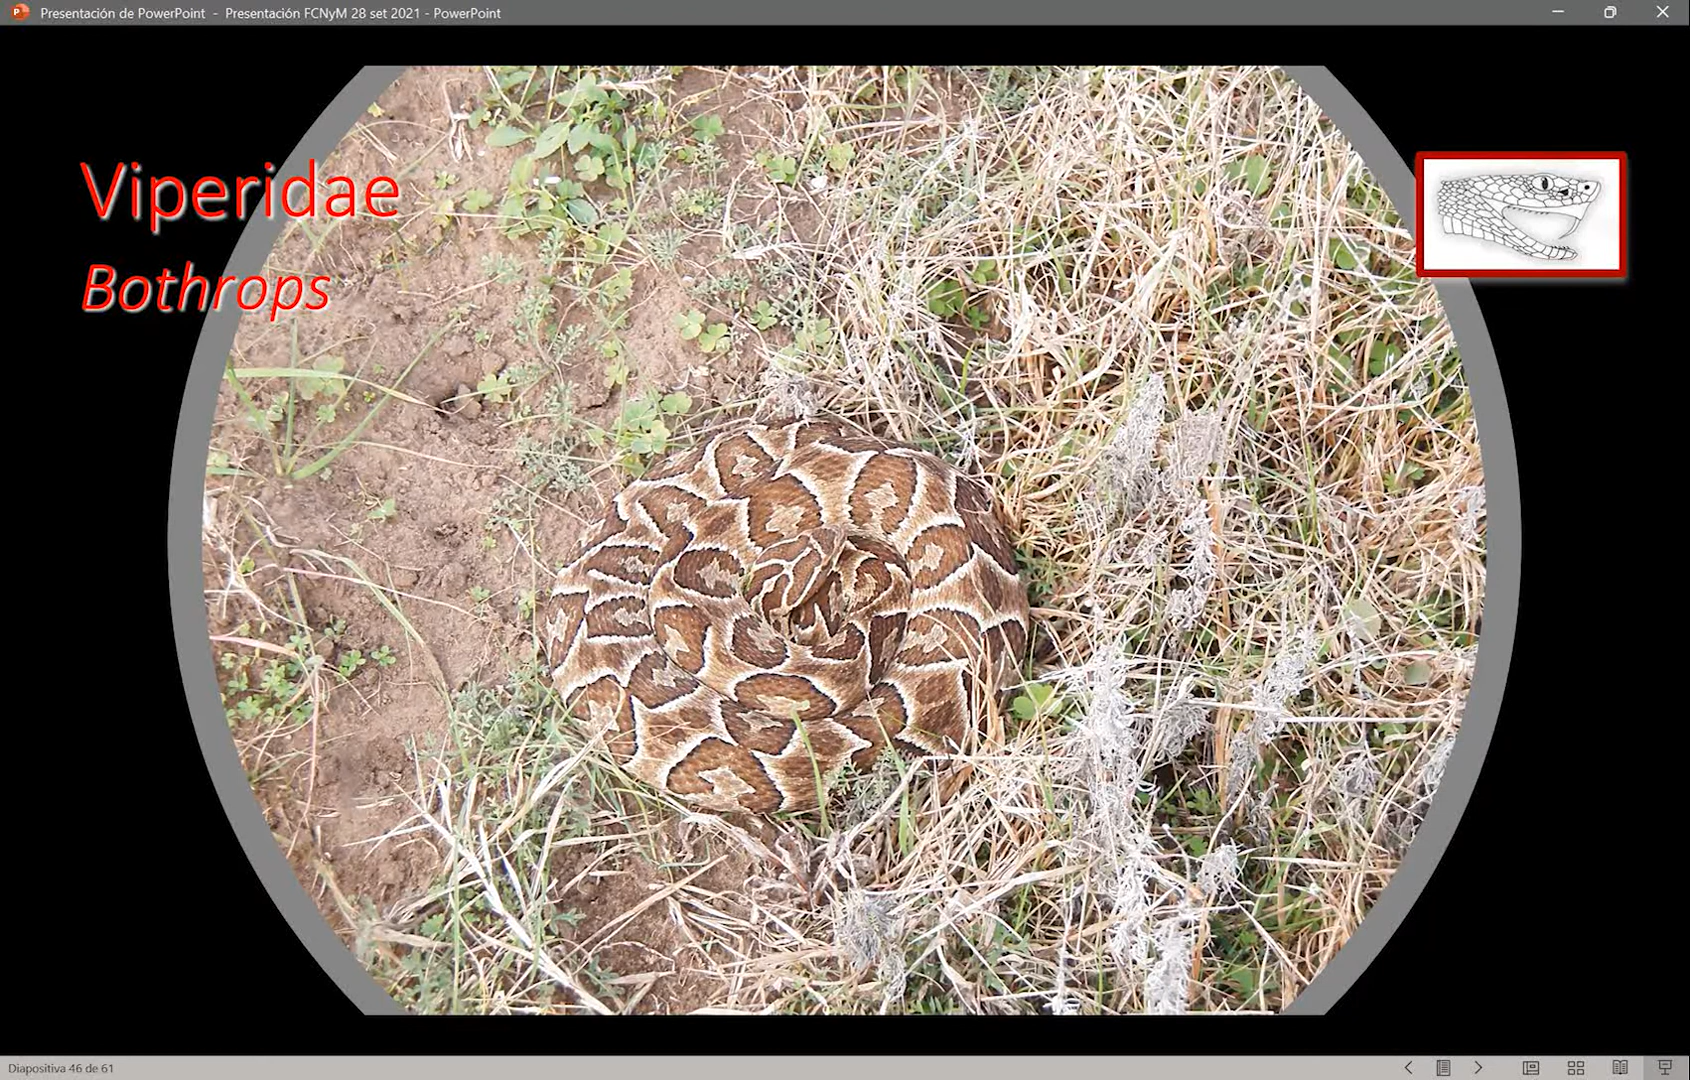 Presentación de PowerPoint - Presentación FCNyM 28 set 2021 - PowerPoint
Viperidae
Bothrops
Diapositiva 46 de 61